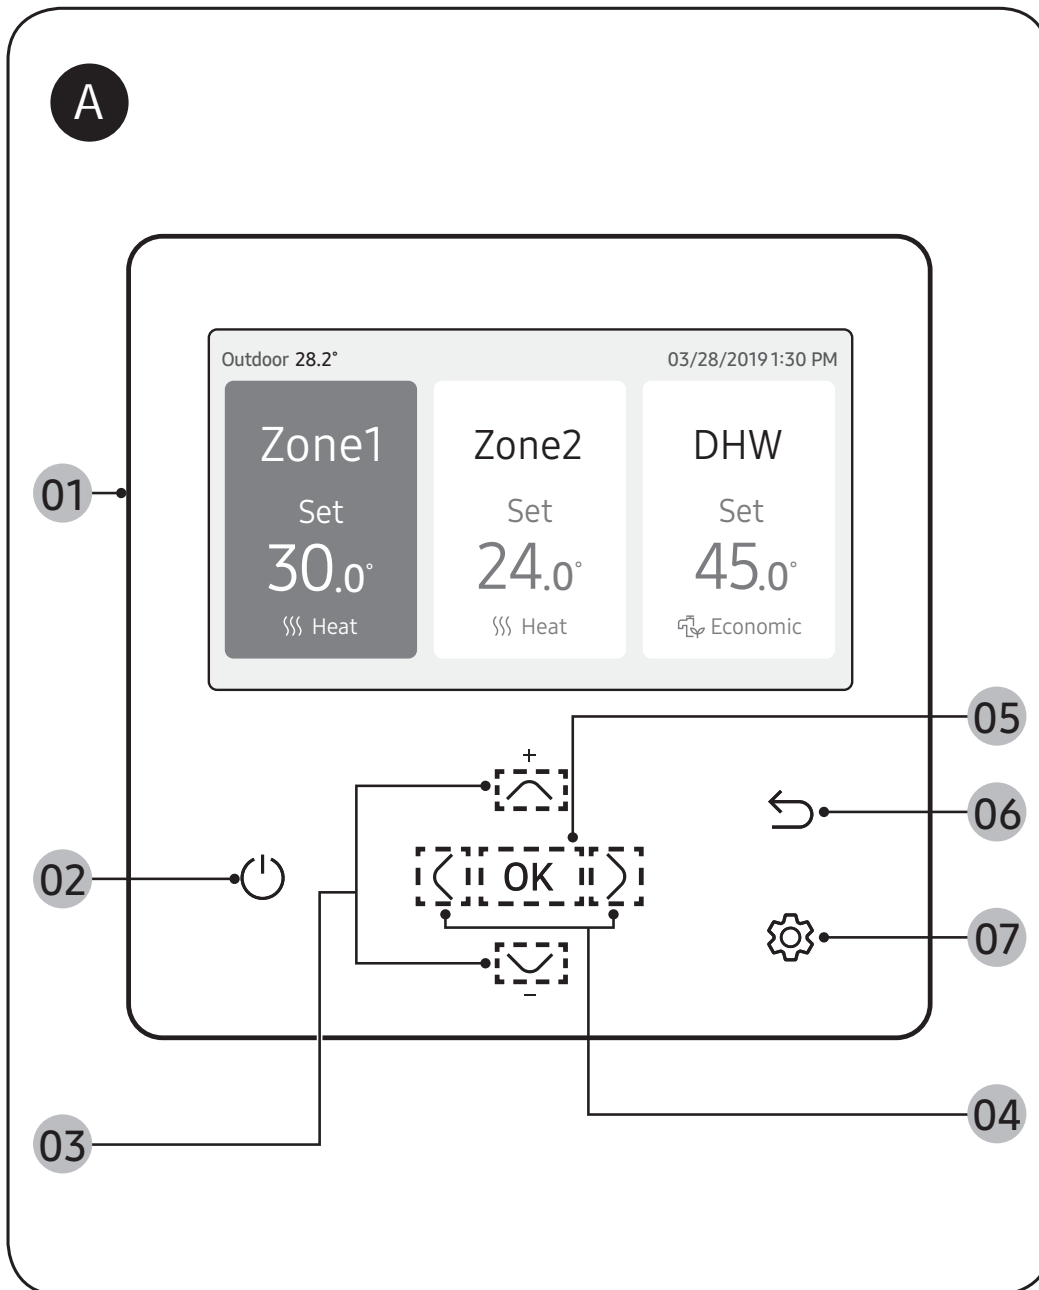 A
Outdoor 28.2° 03/28/2019 1:30 PM
Zone1 Zone2 DHW
Set Set Set
30.0° 24.0° 45.0°
Heat Heat Economic
01
05
+
06
02 OK
07
−
04
03